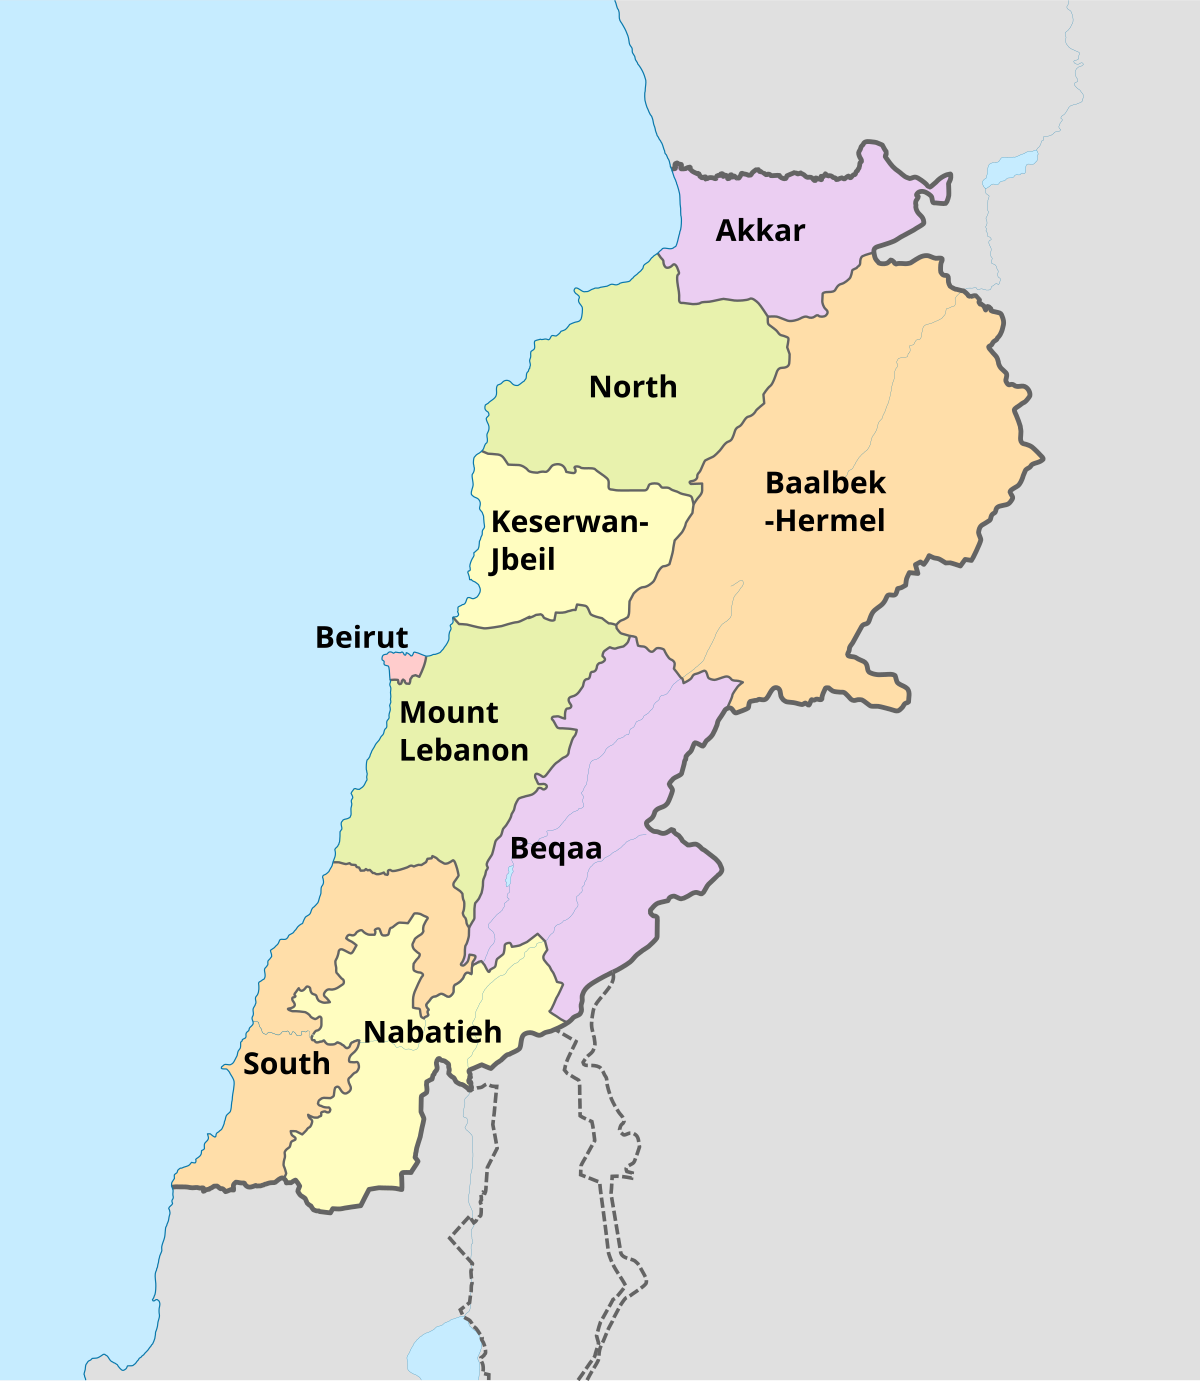 Akkar
North
Baalbek
-Hermel
Keserwan-
Jbeil
Beirut
Mount
Lebanon
Beqaa
Nabatieh
South